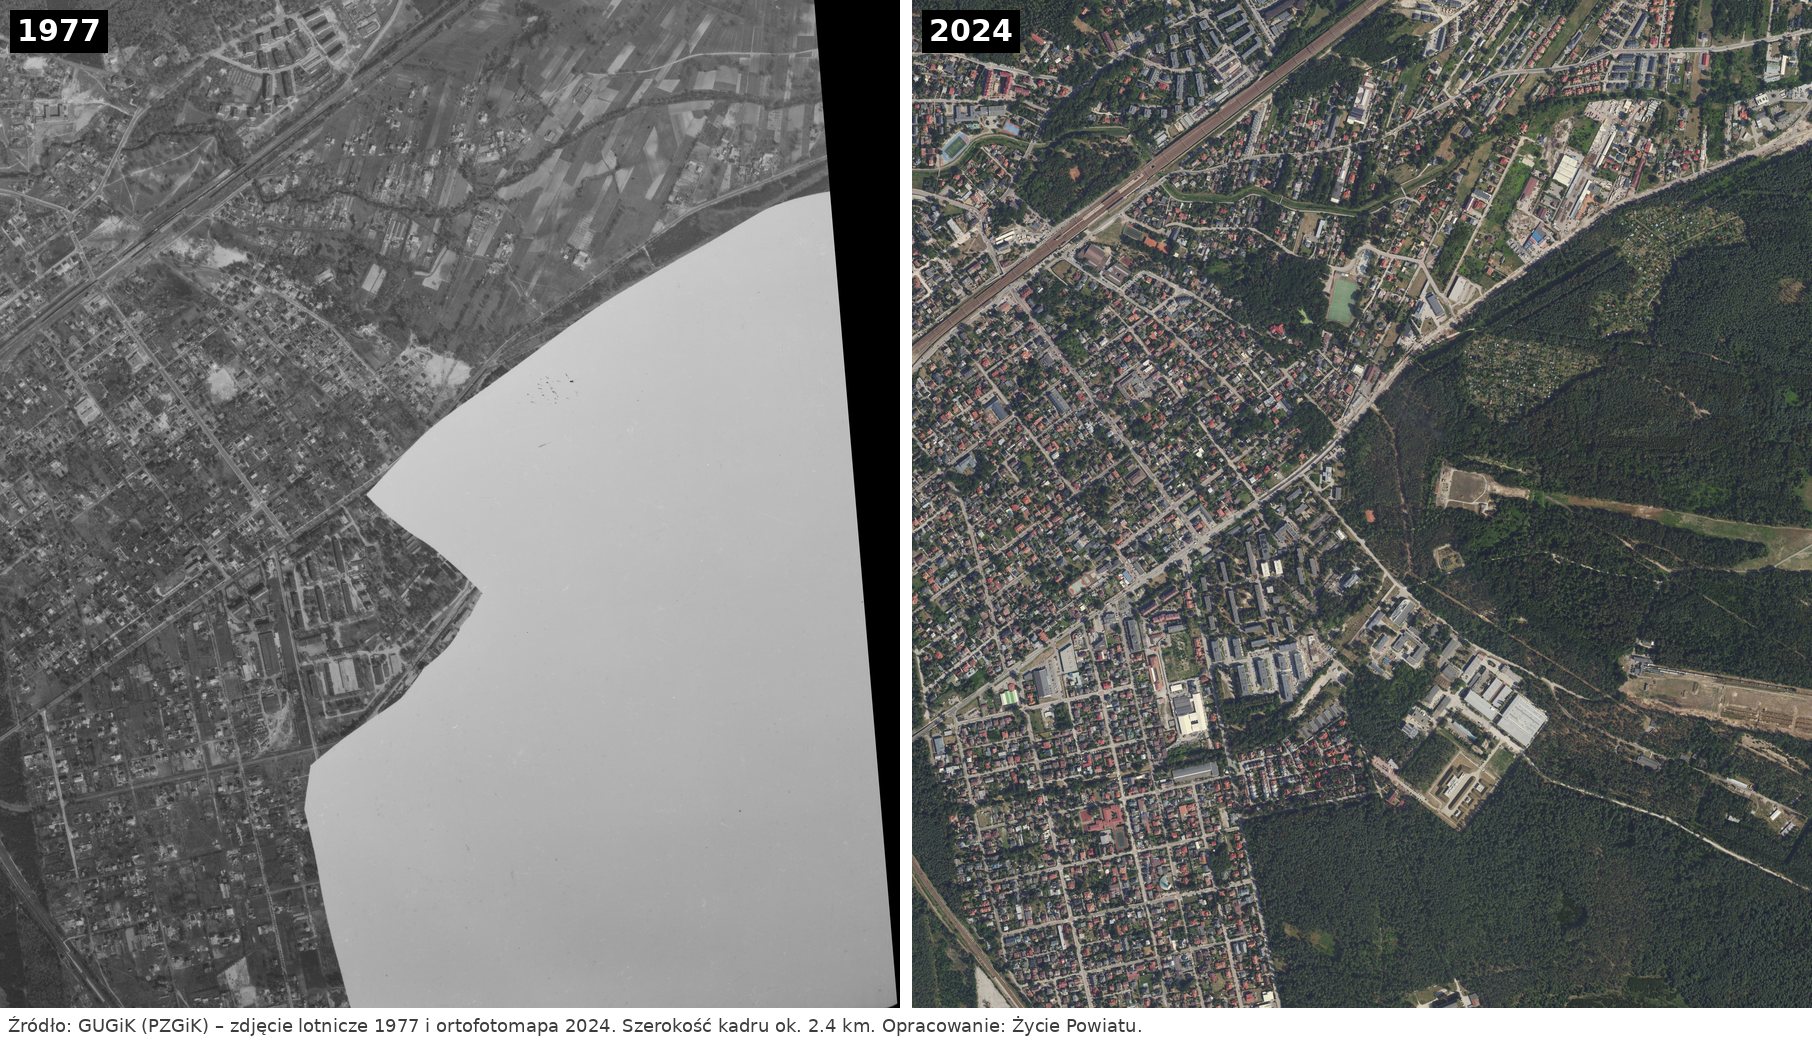 1977
2024
Źródło: GUGiK (PZGiK) – zdjęcie lotnicze 1977 i ortofotomapa 2024. Szerokość kadru ok. 2.4 km. Opracowanie: Życie Powiatu.